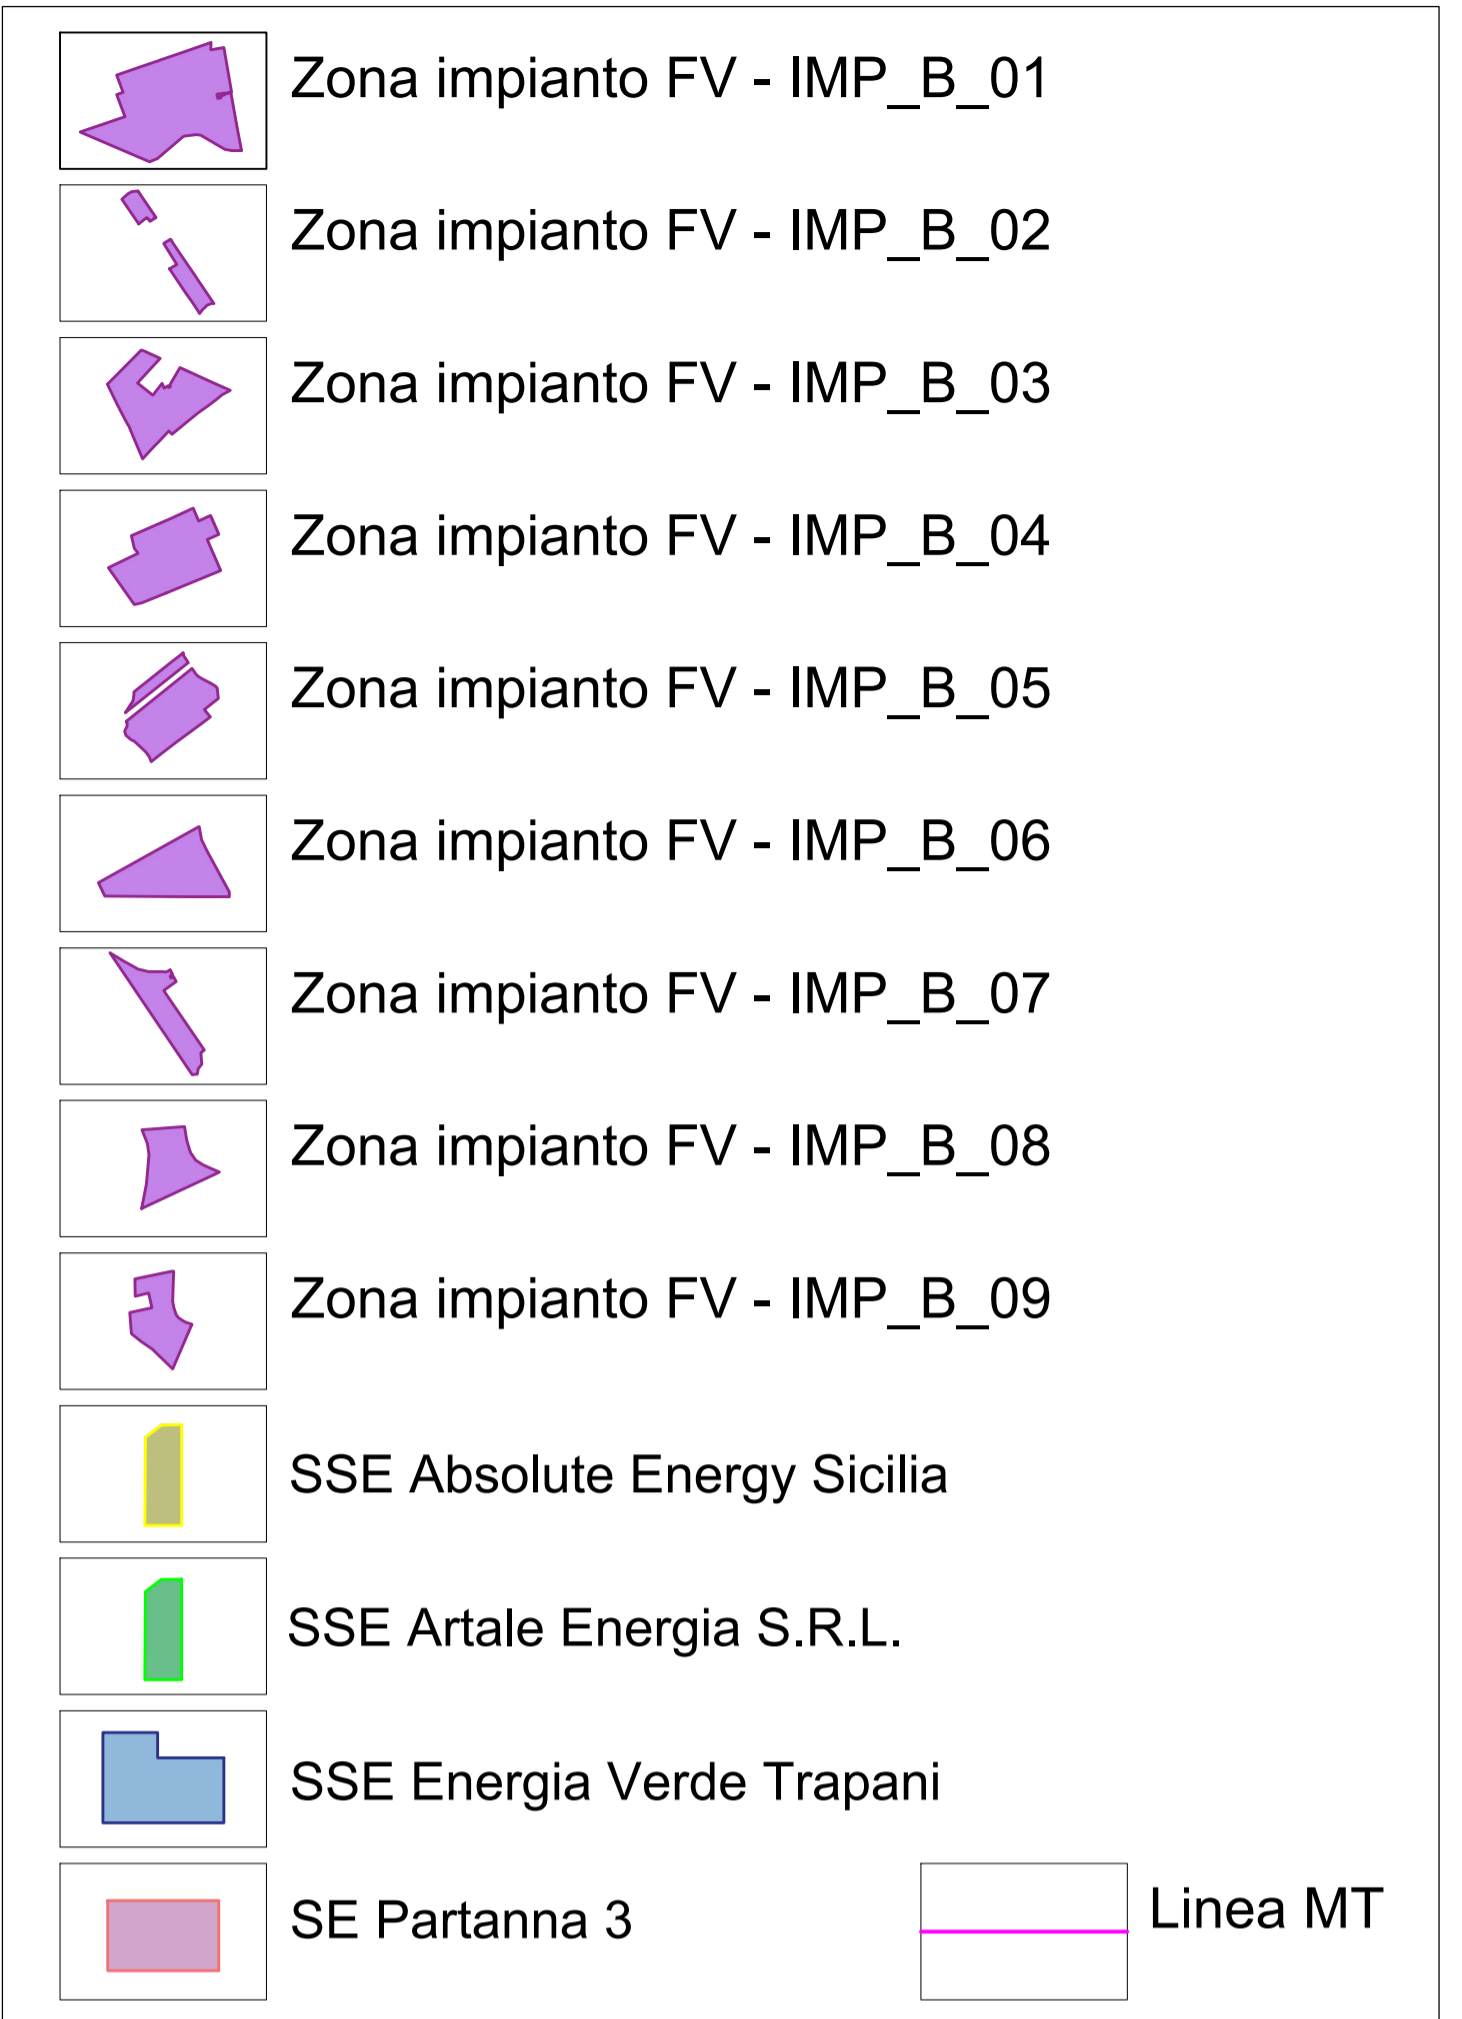 Zona impianto FV - IMP_B_01
Zona impianto FV - IMP_B_02
Zona impianto FV - IMP_B_03
Zona impianto FV - IMP_B_04
Zona impianto FV - IMP_B_05
Zona impianto FV - IMP_B_06
Zona impianto FV - IMP_B_07
Zona impianto FV - IMP_B_08
Zona impianto FV - IMP_B_09
SSE Absolute Energy Sicilia
SSE Artale Energia S.R.L.
SSE Energia Verde Trapani
SE Partanna 3
Linea MT